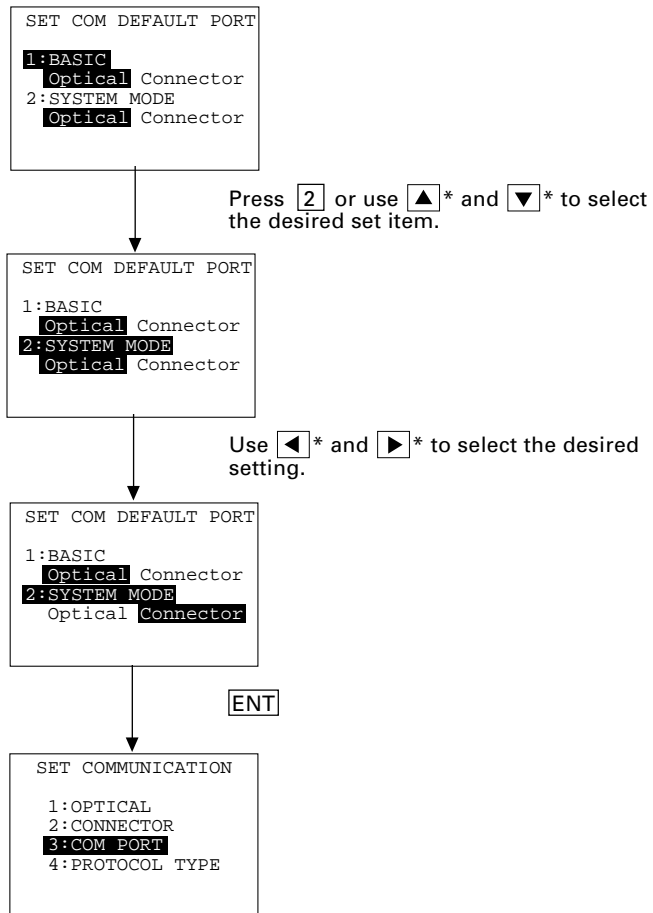 SET COM DEFAULT PORT
1:BASIC
Optical Connector
2:SYSTEM MODE
Optical Connector
Press 2 or use ▲* and ▼* to select
the desired set item.
SET COM DEFAULT PORT
1:BASIC
Optical Connector
2:SYSTEM MODE
Optical Connector
Use ◀* and ▶* to select the desired
setting.
SET COM DEFAULT PORT
1:BASIC
Optical Connector
2:SYSTEM MODE
Optical Connector
ENT
SET COMMUNICATION
1:OPTICAL
2:CONNECTOR
3:COM PORT
4:PROTOCOL TYPE